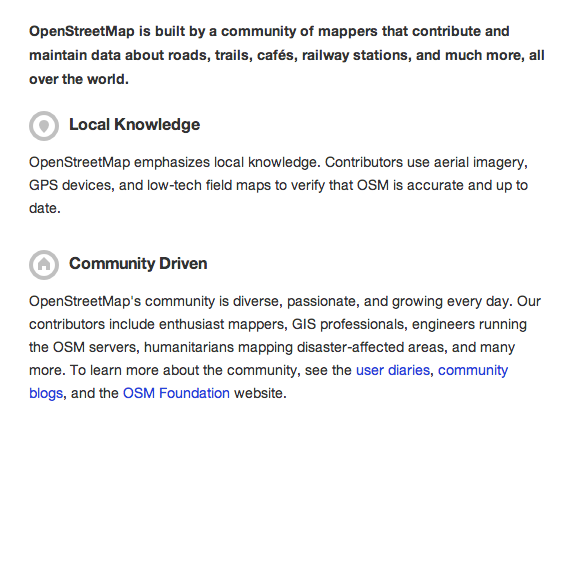 OpenStreetMap is built by a community of mappers that contribute and
maintain data about roads, trails, cafés, railway stations, and much more, all
over the world.
Local Knowledge
OpenStreetMap emphasizes local knowledge. Contributors use aerial imagery,
GPS devices, and low-tech field maps to verify that OSM is accurate and up to
date.
Community Driven
OpenStreetMap's community is diverse, passionate, and growing every day. Our
contributors include enthusiast mappers, GIS professionals, engineers running
the OSM servers, humanitarians mapping disaster-affected areas, and many
more. To learn more about the community, see the user diaries, community
blogs, and the OSM Foundation website.